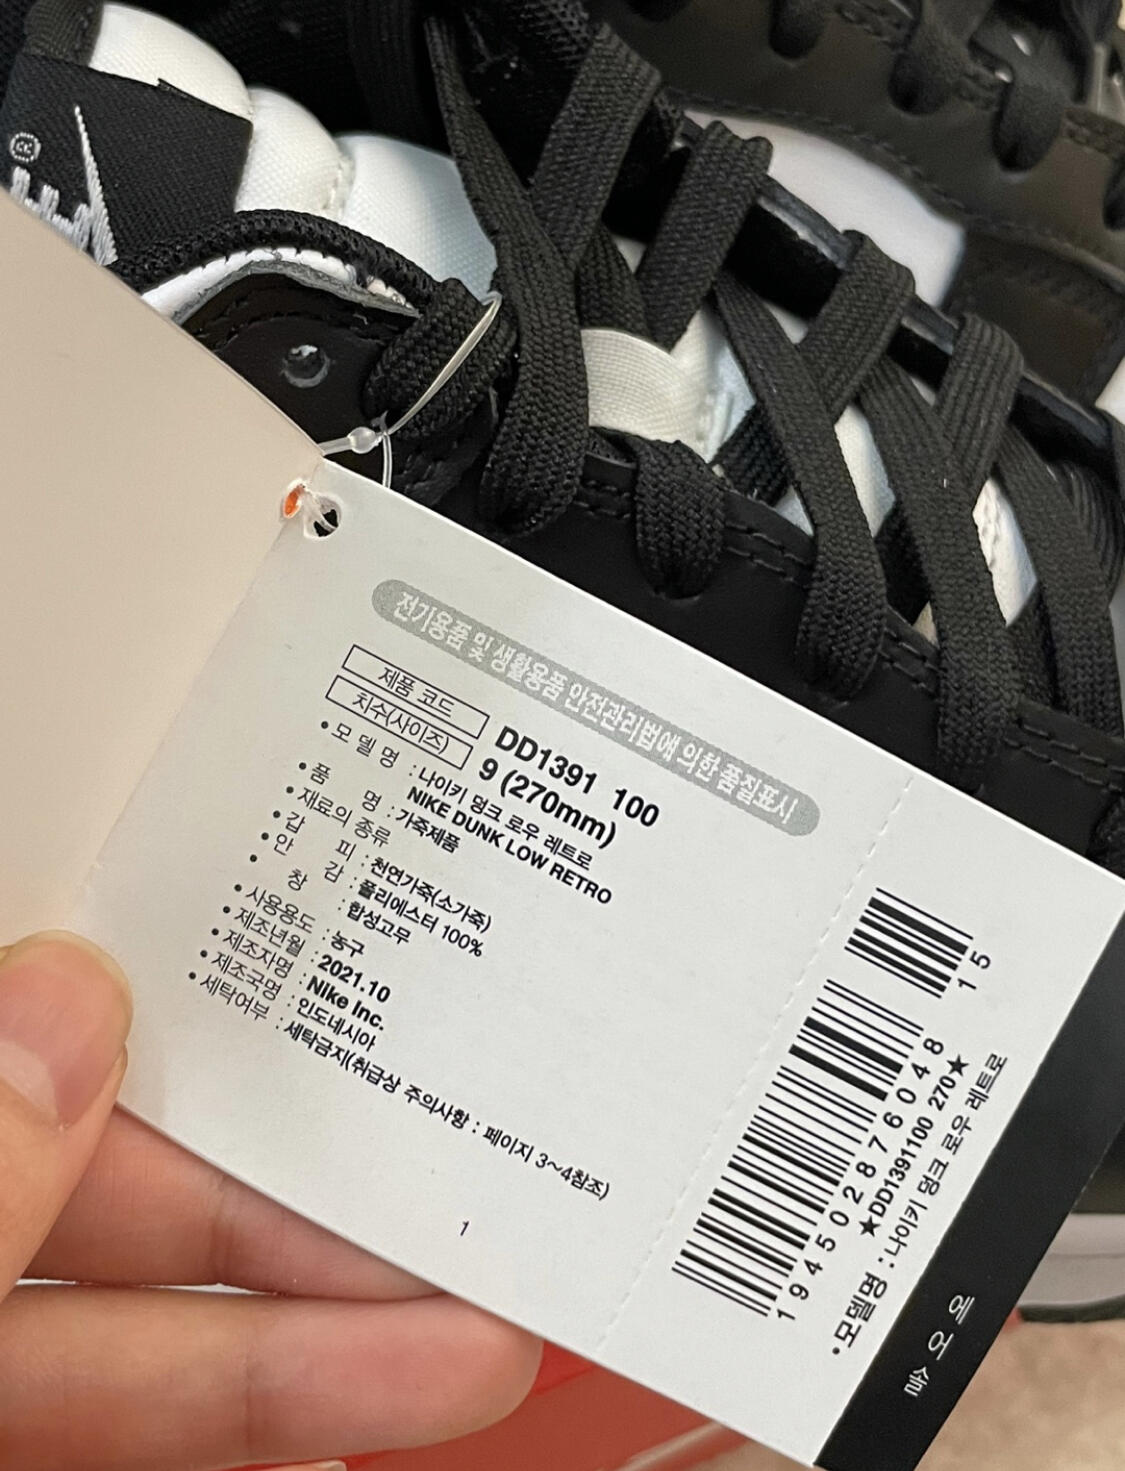 ®
전기용품 및 생활용품 안전관리법에 의한 품질표시
제품 코드 DD1391 100
치수(사이즈) 9 (270mm)
•모 델 명 : 나이키 덩크 로우 레트로
NIKE DUNK LOW RETRO
•품 명 : 가죽제품
•재료의 종류
•갑 피 : 천연가죽(소가죽)
•안 감 : 폴리에스터 100%
•창 : 합성고무
•사용용도 : 농구
•제조년월 : 2021.10
•제조자명 : Nike Inc.
•제조국명 : 인도네시아
•세탁여부 : 세탁금지(취급상 주의사항 : 페이지 3~4참조)
1
15
194502876048
★DD1391100 270★
•모델명 : 나이키 덩크 로우 레트로